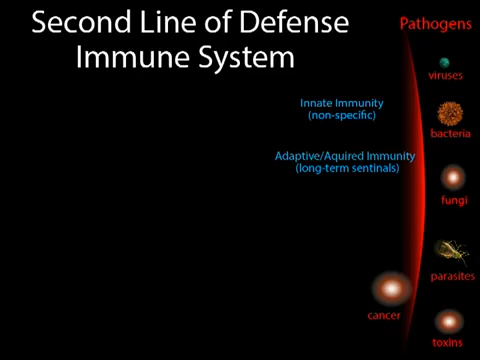 Second Line of Defense
Immune System
Pathogens
viruses
Innate Immunity
(non-specific)
bacteria
Adaptive/Aquired Immunity
(long-term sentinals)
fungi
parasites
cancer
toxins